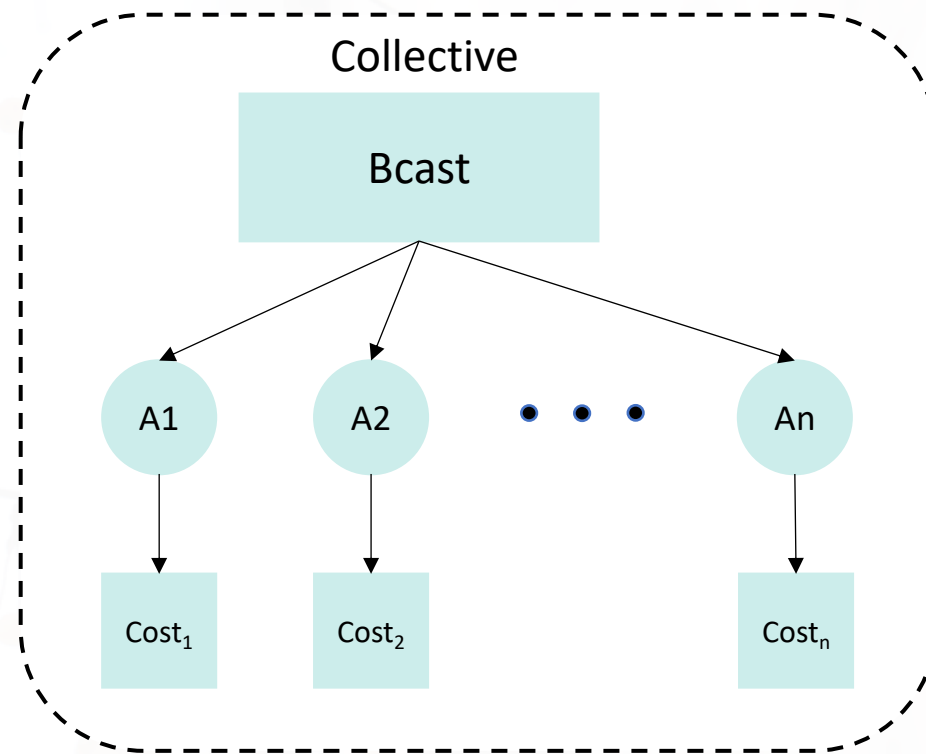 Collective
Bcast
A1
A2
An
Cost₁
Cost₂
Costₙ